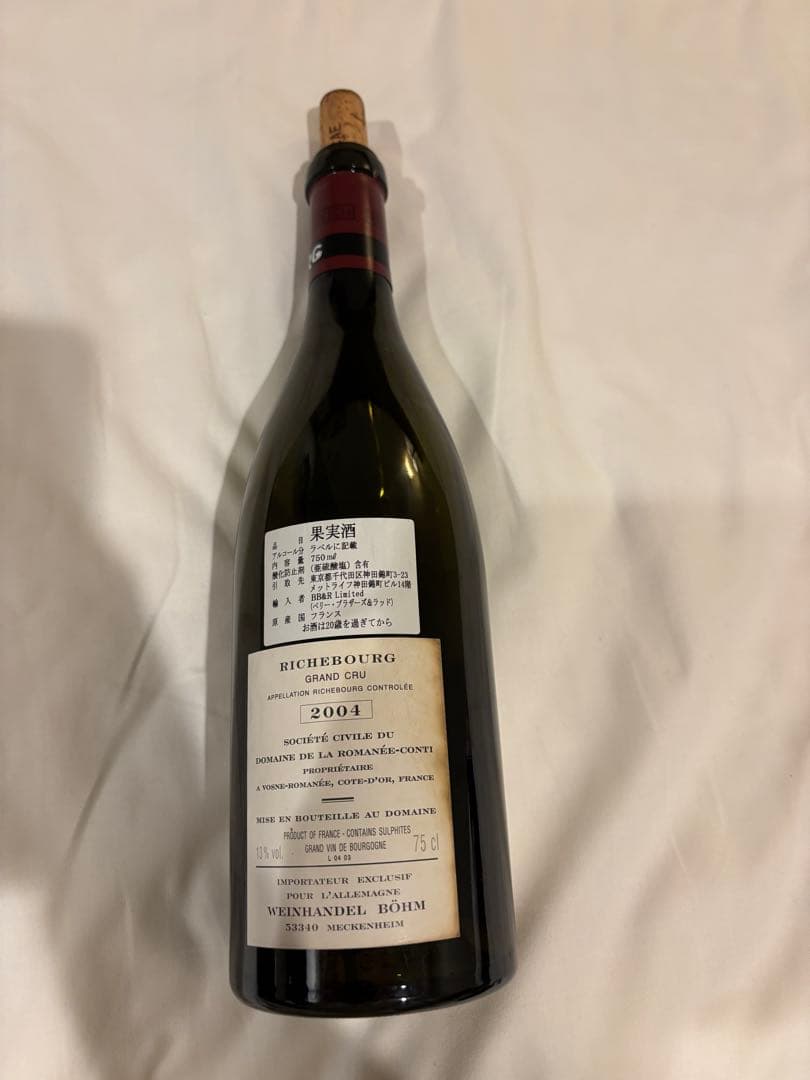 AE
G
品目 果実酒
アルコール分 ラベルに記載
内容量 750㎖
酸化防止剤 (亜硫酸塩) 含有
引取先 東京都千代田区神田錦町3-23
メットライフ神田錦町ビル14階
輸入者 BB&R Limited
(ベリー・ブラザーズ&ラッド)
原産国 フランス
お酒は20歳を過ぎてから
RICHEBOURG
GRAND CRU
APPELLATION RICHEBOURG CONTROLÉE
2004
SOCIÉTÉ CIVILE DU
DOMAINE DE LA ROMANÉE-CONTI
PROPRIÉTAIRE
A VOSNE-ROMANÉE, COTE-D'OR, FRANCE
MISE EN BOUTEILLE AU DOMAINE
PRODUCT OF FRANCE - CONTAINS SULPHITES
13% vol. GRAND VIN DE BOURGOGNE 75 cl
L 04 03
IMPORTATEUR EXCLUSIF
POUR L'ALLEMAGNE
WEINHANDEL BÖHM
53340 MECKENHEIM